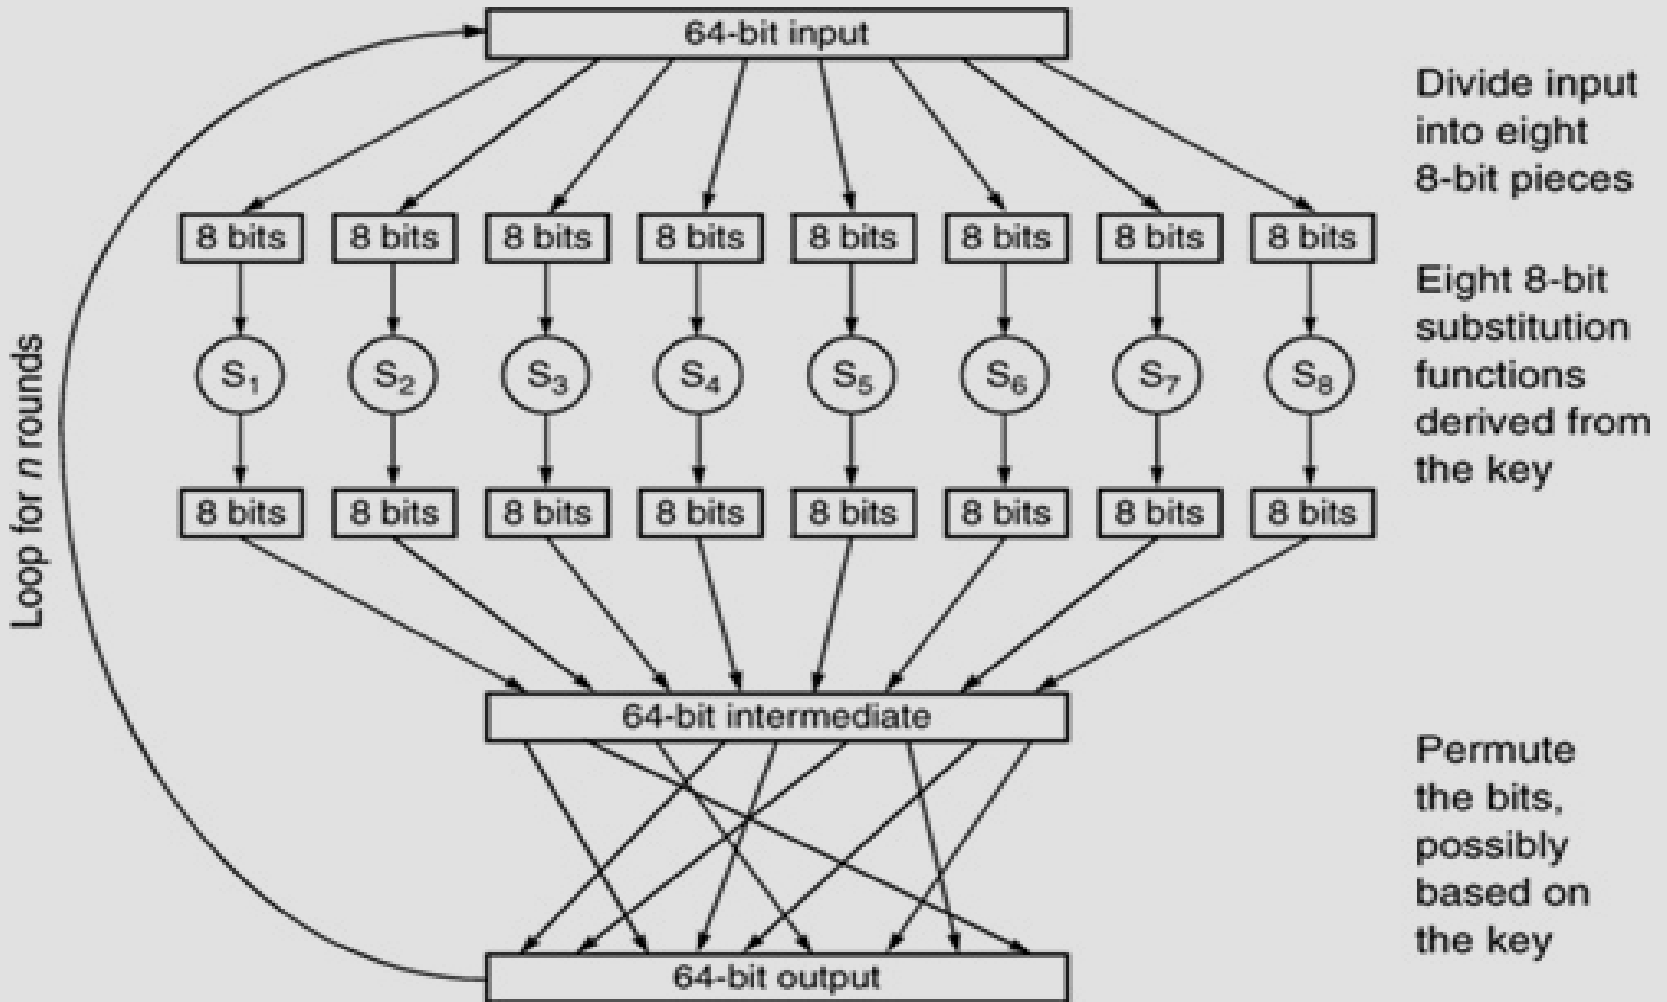 64-bit input
Divide input
into eight
8-bit pieces
8 bits
8 bits
8 bits
8 bits
8 bits
8 bits
8 bits
8 bits
Eight 8-bit
substitution
functions
derived from
the key
S1
S2
S3
S4
S5
S6
S7
S8
Loop for n rounds
8 bits
8 bits
8 bits
8 bits
8 bits
8 bits
8 bits
8 bits
64-bit intermediate
Permute
the bits,
possibly
based on
the key
64-bit output